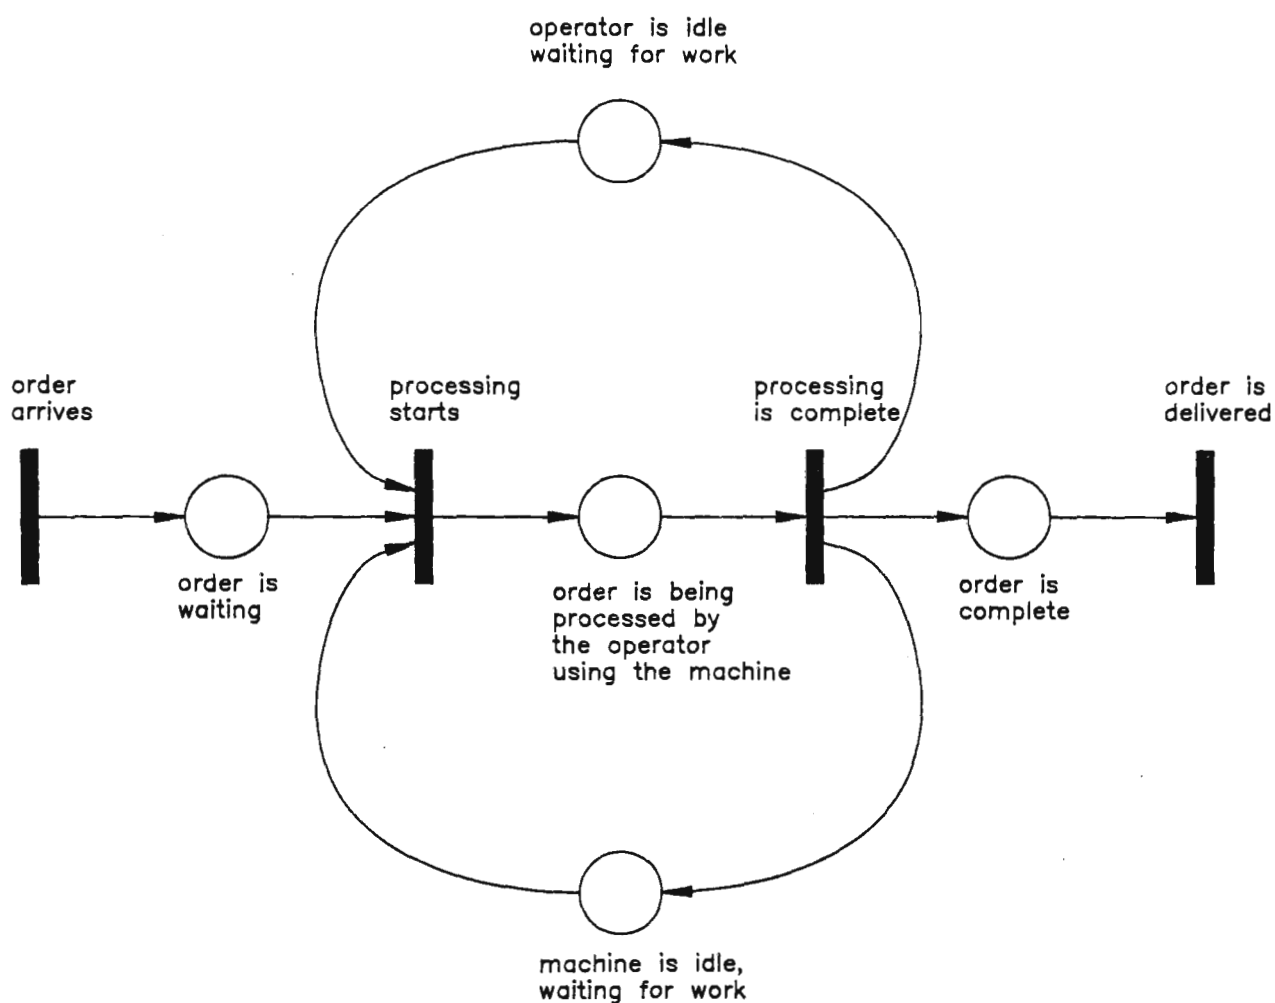 operator is idle
waiting for work
order
arrives
processing
starts
processing
is complete
order is
delivered
order is
waiting
order is being
processed by
the operator
using the machine
order is
complete
machine is idle,
waiting for work